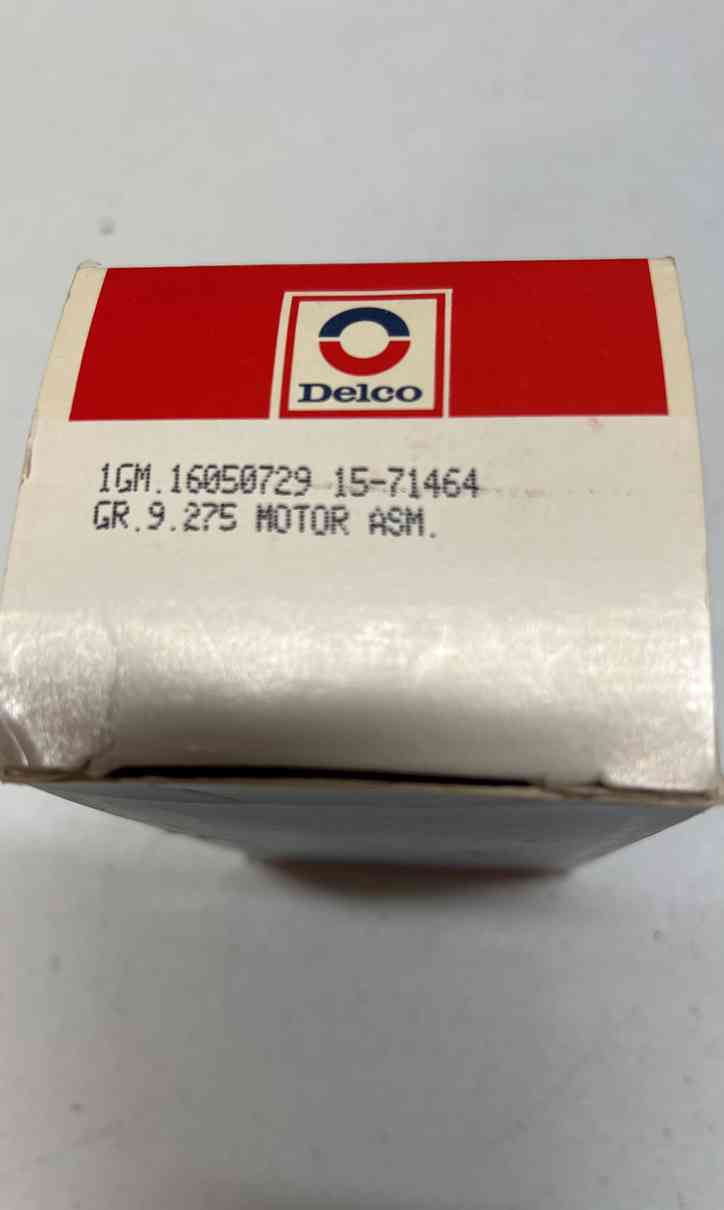 Delco
1GM.16050729 15-71464
GR.9.275 MOTOR ASM.